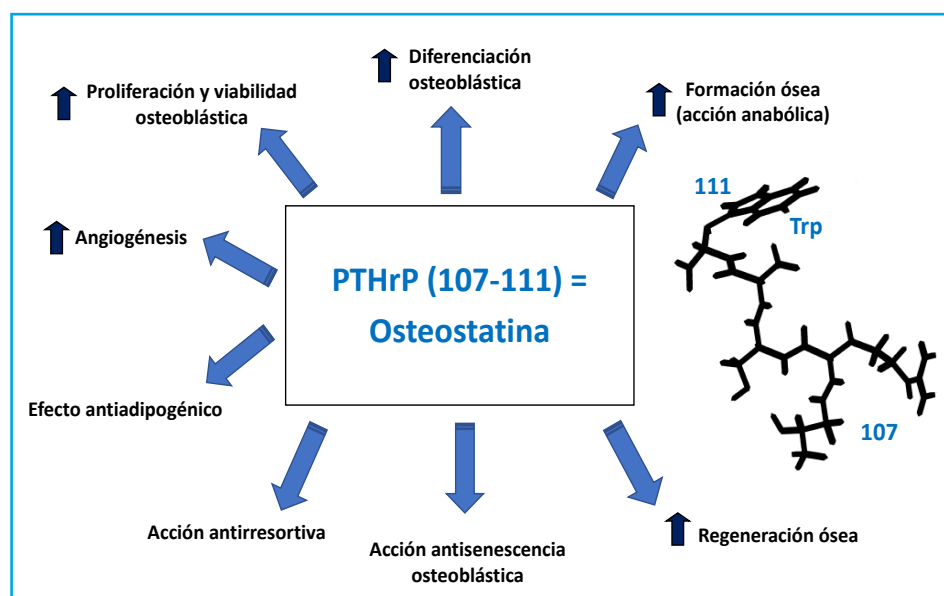 Diferenciación
osteoblástica
Proliferación y viabilidad
osteoblástica
Formación ósea
(acción anabólica)
111
Trp
Angiogénesis
PTHrP (107-111) =
Osteostatina
Efecto antiadipogénico
107
Acción antirresortiva
Acción antisenescencia
osteoblástica
Regeneración ósea